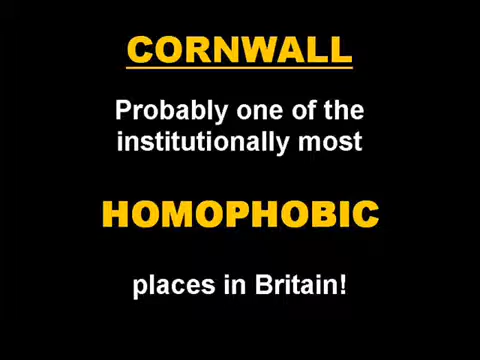 CORNWALL
Probably one of the
institutionally most
HOMOPHOBIC
places in Britain!